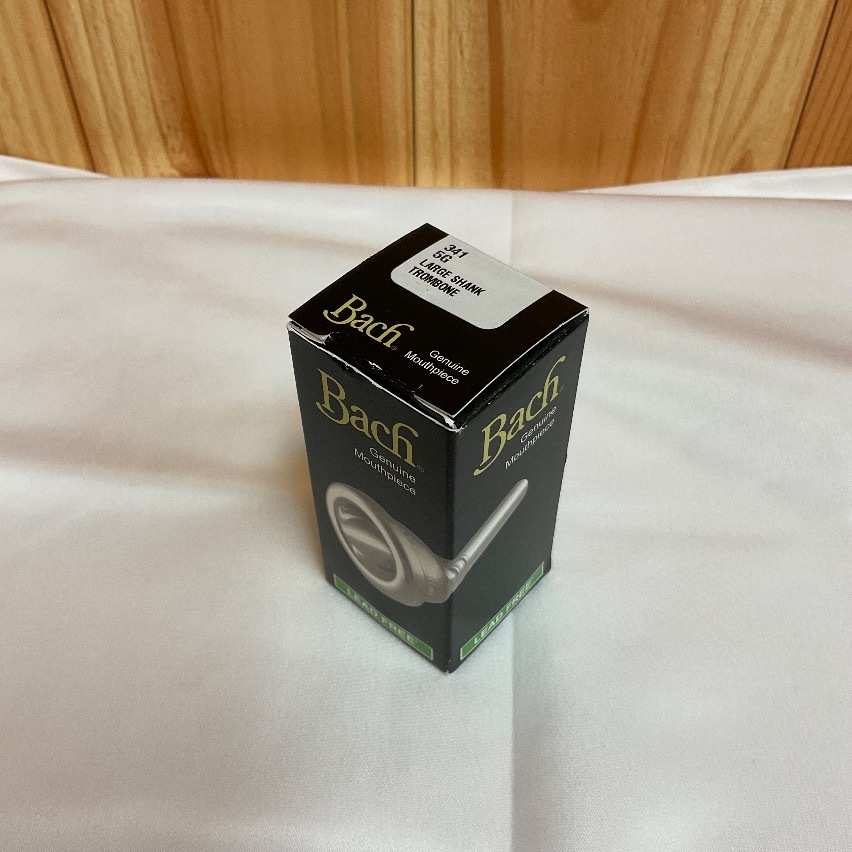 341
5G
LARGE SHANK
TROMBONE
Bach®
Genuine
Mouthpiece
Bach®
Genuine
Mouthpiece
LEAD FREE
Bach®
Genuine
Mouthpiece
LEAD FREE